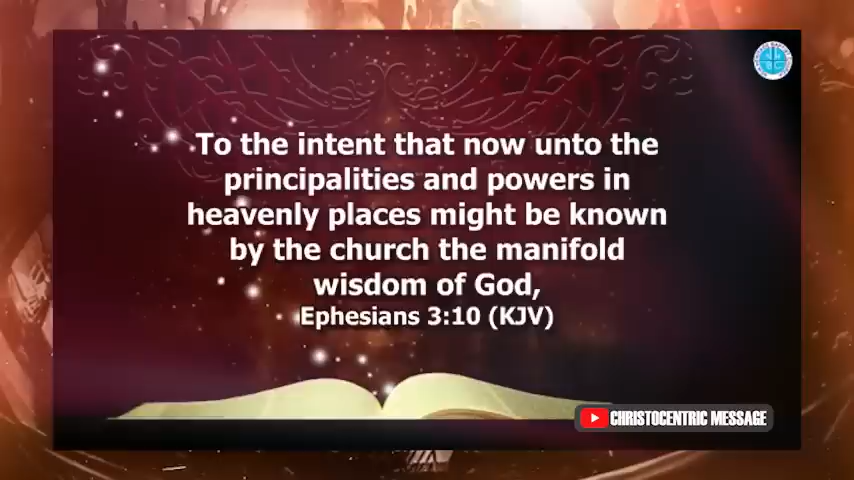 To the intent that now unto the
principalities and powers in
heavenly places might be known
by the church the manifold
wisdom of God,
Ephesians 3:10 (KJV)
CHRISTOCENTRIC MESSAGE